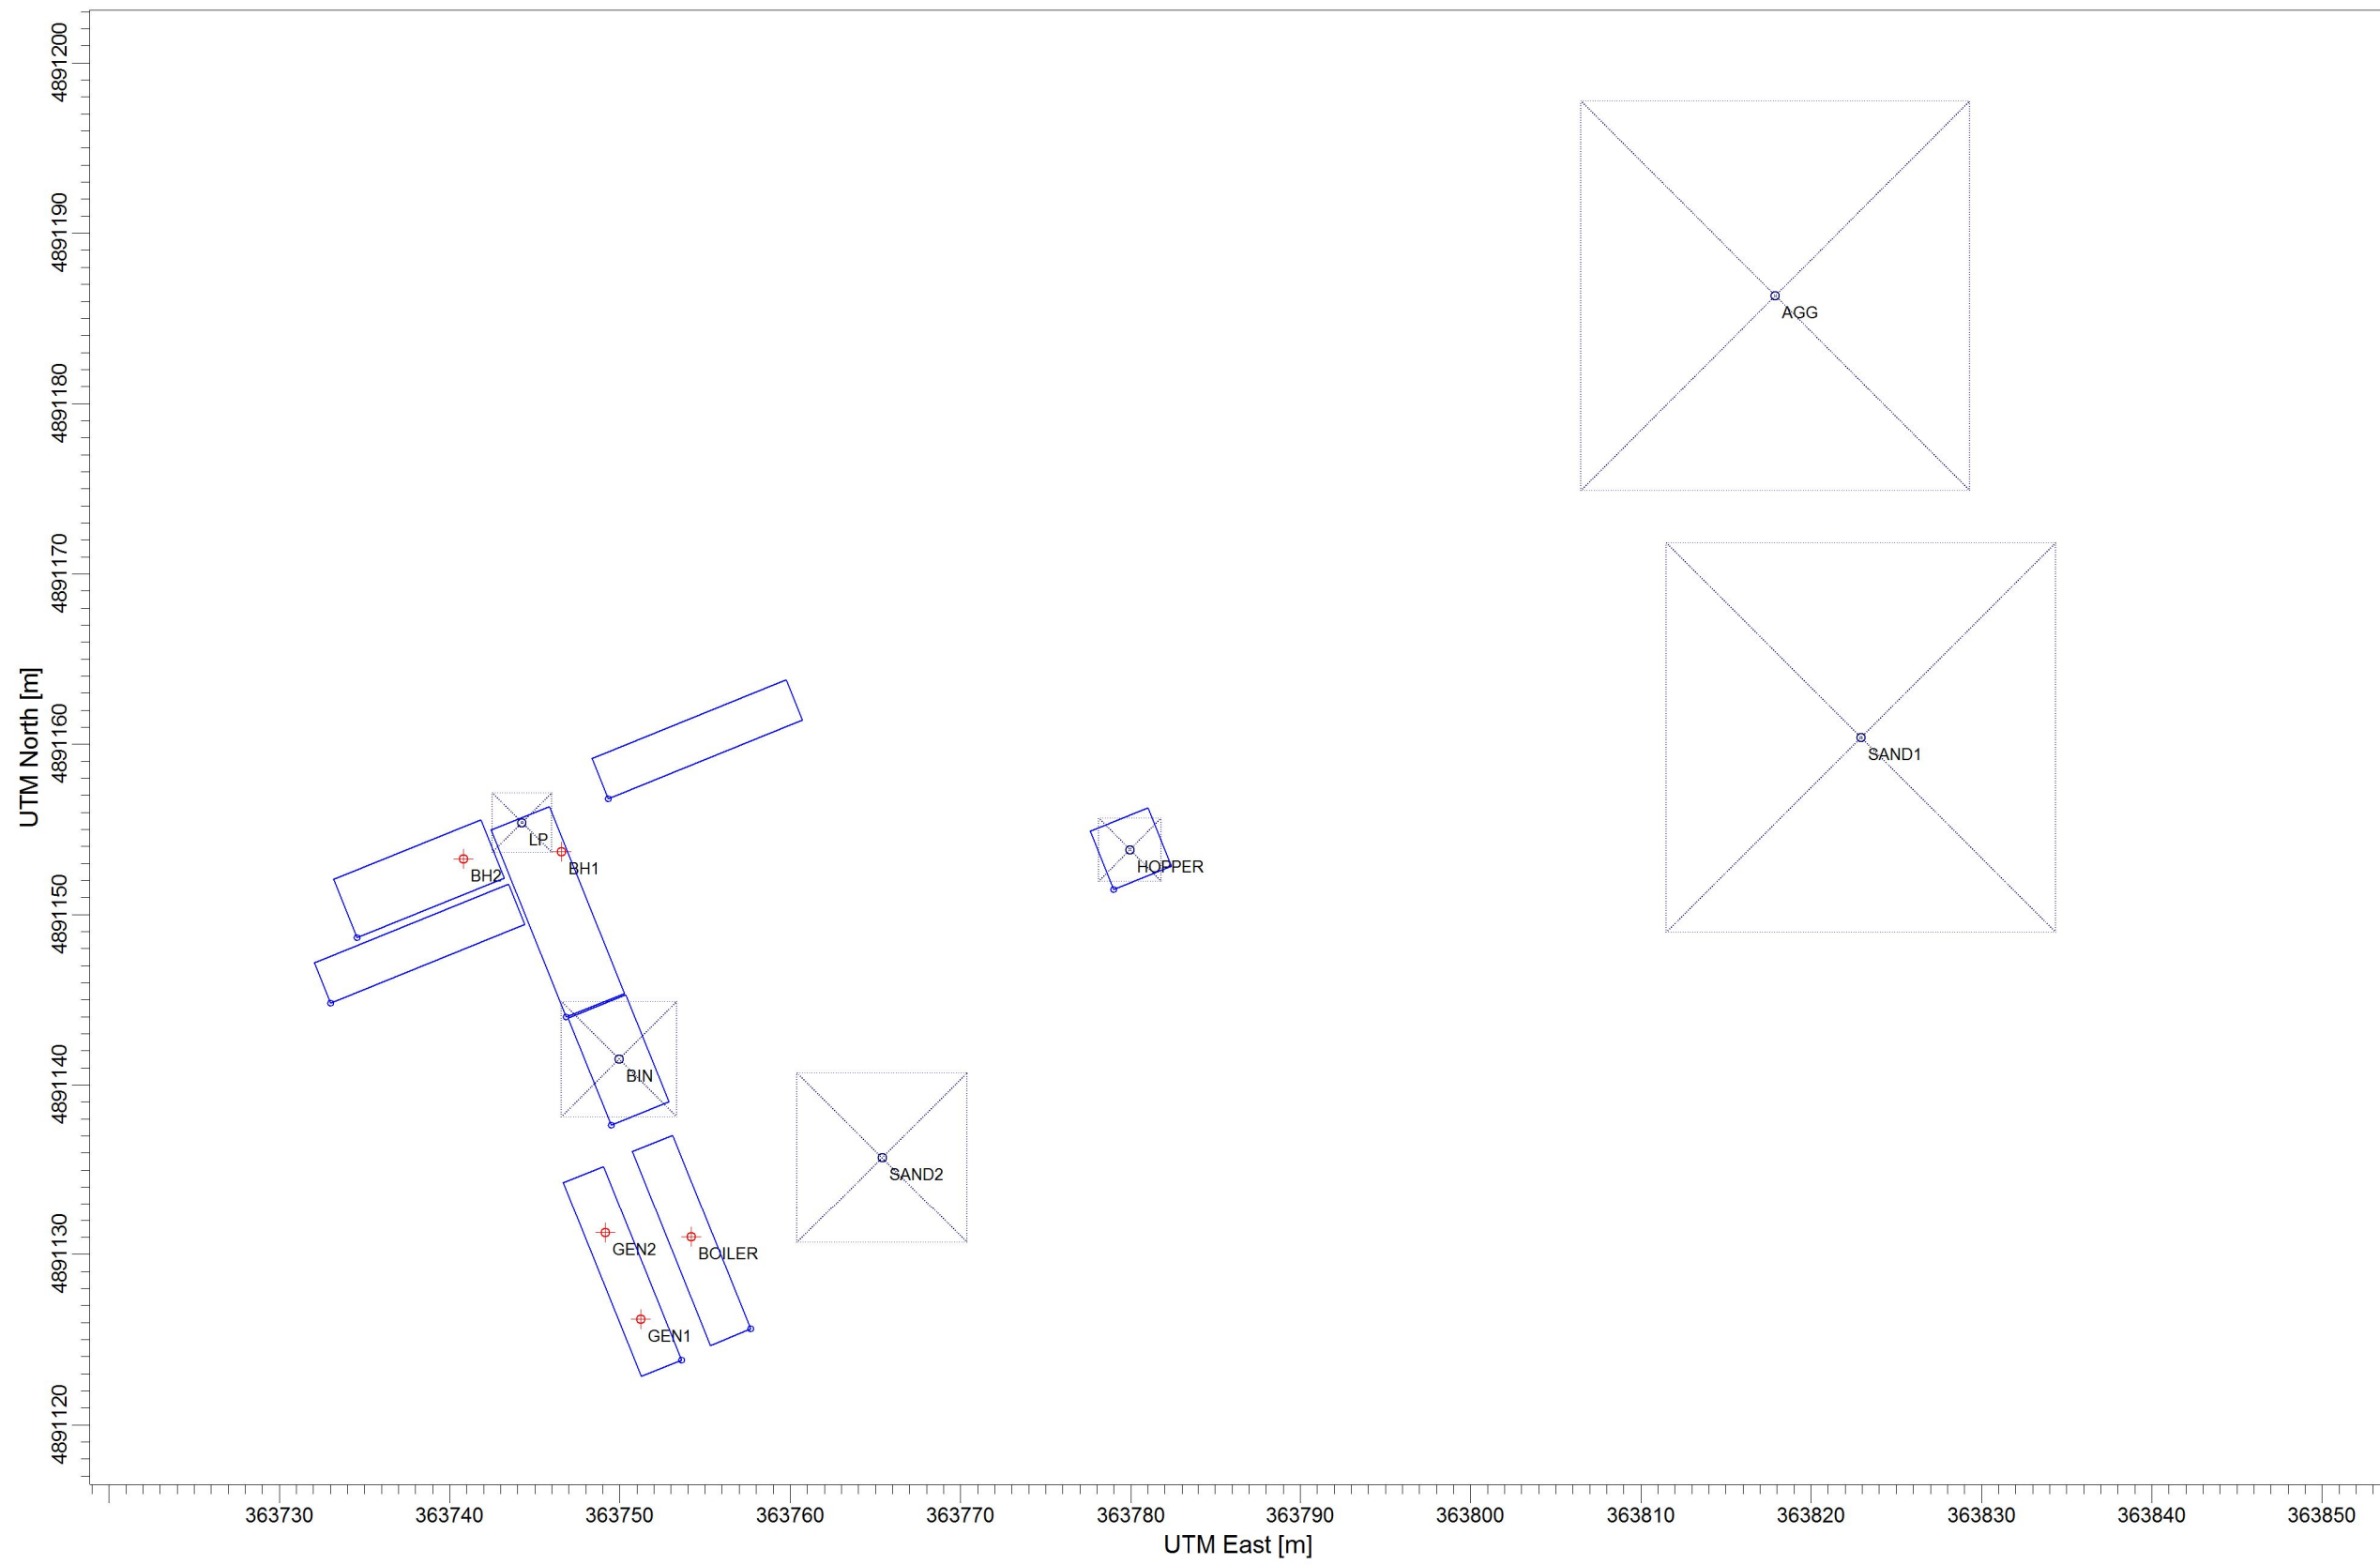 4891200
4891190
4891180
4891170
4891160
4891150
4891140
4891130
4891120
UTM North [m]
AGG
SAND1
LP
BH1
BH2
HOPPER
BIN
SAND2
GEN2
BOILER
GEN1
363730 363740 363750 363760 363770 363780 363790 363800 363810 363820 363830 363840 363850
UTM East [m]